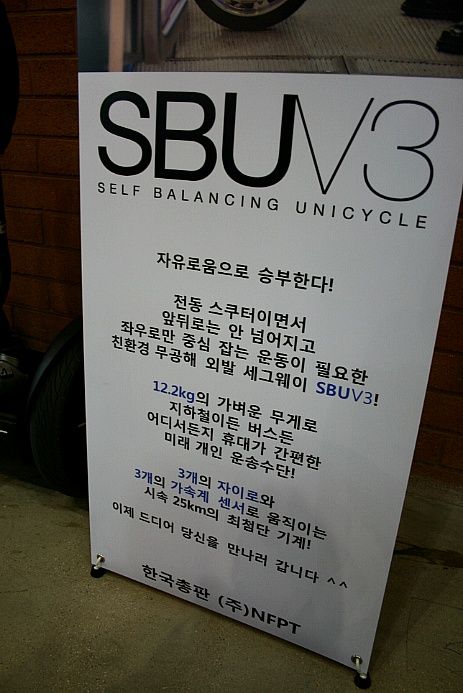 SBUV3
SELF BALANCING UNICYCLE
자유로움으로 승부한다!
전동 스쿠터이면서
앞뒤로는 안 넘어지고
좌우로만 중심 잡는 운동이 필요한
친환경 무공해 외발 세그웨이 SBUV3!
12.2kg의 가벼운 무게로
지하철이든 버스든
어디서든지 휴대가 간편한
미래 개인 운송수단!
3개의 자이로와
3개의 가속계 센서로 움직이는
시속 25km의 최첨단 기계!
이제 드디어 당신을 만나러 갑니다 ^^
한국총판 (주)NFPT